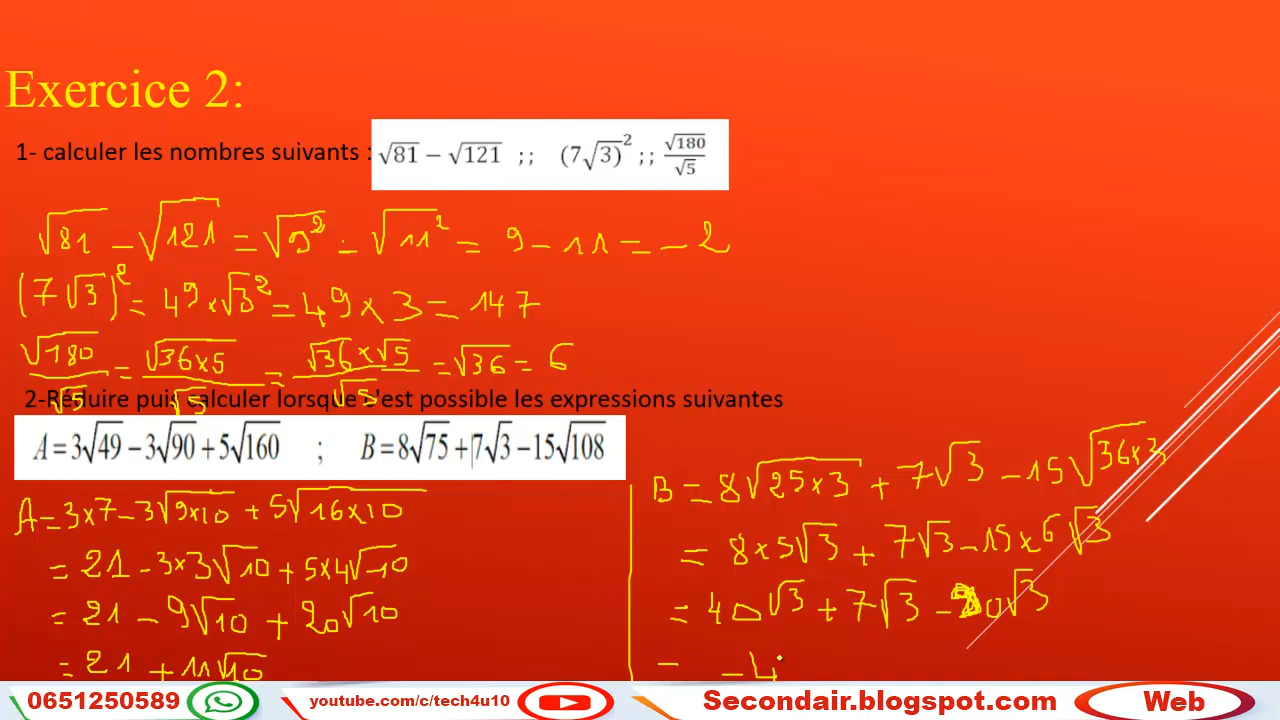 Exercice 2:
1- calculer les nombres suivants : √81 − √121 ;; (7√3)² ;; √180/√5
√81 − √121 = √9² − √11² = 9 − 11 = − 2
(7√3)² = 49 × √3² = 49 × 3 = 147
√180/√5 = √36×5/√5 = √36×√5/√5 = √36 = 6
2-Réduire puis calculer lorsque c'est possible les expressions suivantes
A=3√49−3√90+5√160 ; B=8√75+7√3−15√108
A=3×7−3√9×10 + 5√16×10
= 21 − 3×3√10 + 5×4√10
= 21 − 9√10 + 20√10
= 21 + 11√10
B = 8√25×3 + 7√3 − 15√36×3
= 8×5√3 + 7√3 − 15×6√3
= 40√3 + 7√3 − 90√3
= − 4
0651250589
youtube.com/c/tech4u10
Secondair.blogspot.com
Web